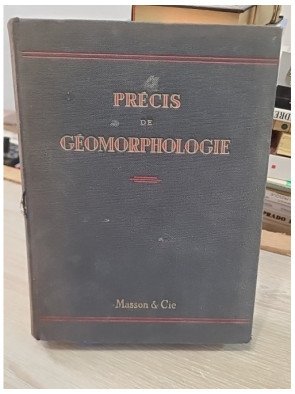 PRÉCIS
DE
GÉOMORPHOLOGIE
Masson & Cie